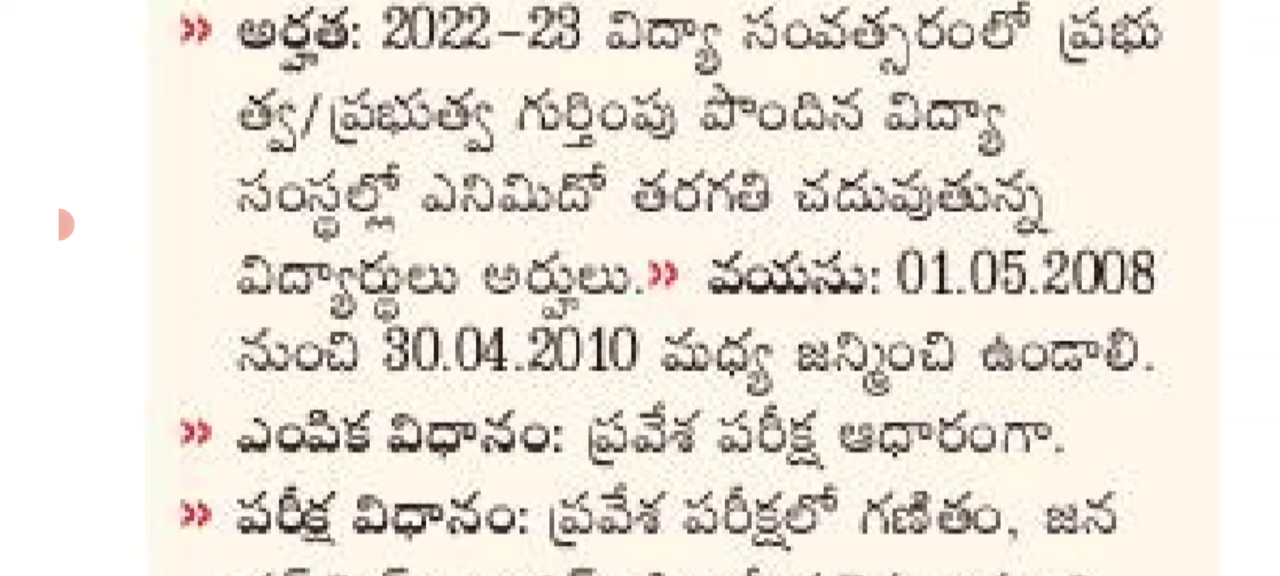 » అర్హత: 2022-23 విద్యా సంవత్సరంలో ప్రభు
త్వ/ప్రభుత్వ గుర్తింపు పొందిన విద్యా
సంస్థల్లో ఎనిమిదో తరగతి చదువుతున్న
విద్యార్థులు అర్హులు.» వయసు: 01.05.2008
నుంచి 30.04.2010 మధ్య జన్మించి ఉండాలి.
» ఎంపిక విధానం: ప్రవేశ పరీక్ష ఆధారంగా.
» పరీక్ష విధానం: ప్రవేశ పరీక్షలో గణితం, జన